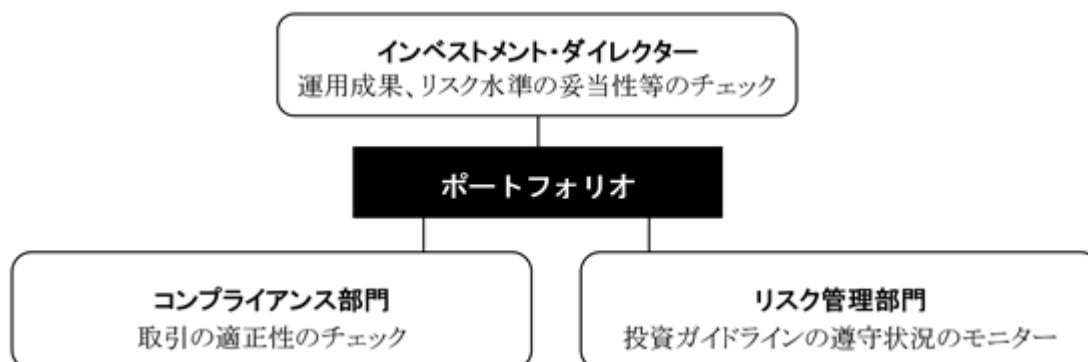 インベストメント・ダイレクター
運用成果、リスク水準の妥当性等のチェック
ポートフォリオ
コンプライアンス部門
取引の適正性のチェック
リスク管理部門
投資ガイドラインの遵守状況のモニター